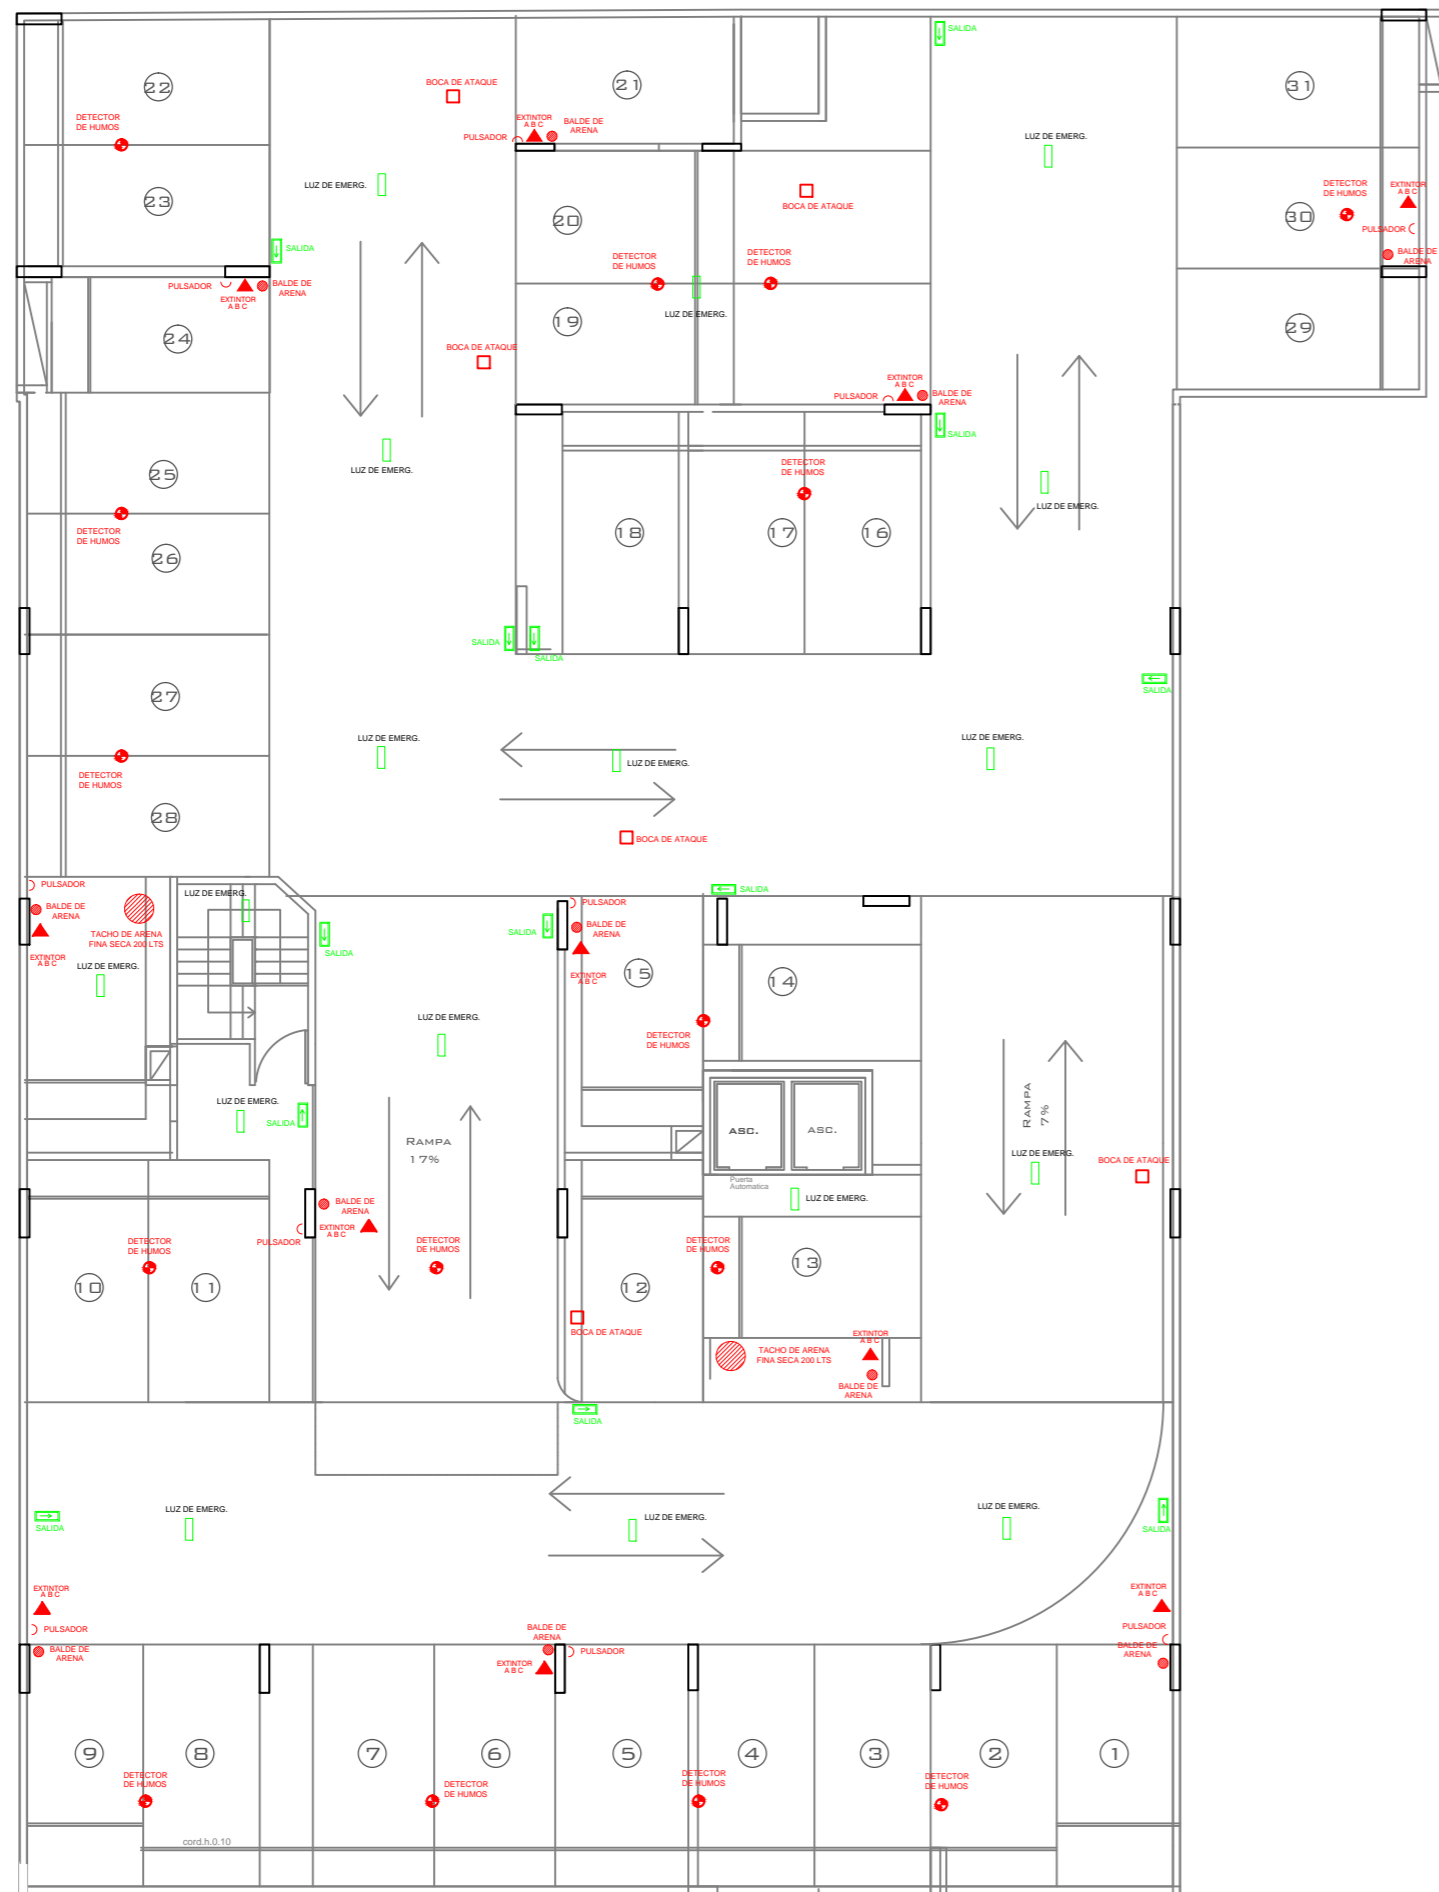 SALIDA
22
BOCA DE ATAQUE
21
31
DETECTOR
DE HUMOS
EXTINTOR
A B C
BALDE DE
ARENA
PULSADOR
LUZ DE EMERG.
LUZ DE EMERG.
23
20
BOCA DE ATAQUE
30
DETECTOR
DE HUMOS
EXTINTOR
A B C
PULSADOR
BALDE DE
ARENA
SALIDA
DETECTOR
DE HUMOS
DETECTOR
DE HUMOS
PULSADOR
EXTINTOR
A B C
BALDE DE
ARENA
LUZ DE EMERG.
24
19
29
BOCA DE ATAQUE
EXTINTOR
A B C
PULSADOR
BALDE DE
ARENA
SALIDA
LUZ DE EMERG.
25
DETECTOR
DE HUMOS
LUZ DE EMERG.
DETECTOR
DE HUMOS
18
17
16
26
SALIDA
SALIDA
SALIDA
27
LUZ DE EMERG.
LUZ DE EMERG.
LUZ DE EMERG.
DETECTOR
DE HUMOS
28
BOCA DE ATAQUE
PULSADOR
LUZ DE EMERG.
SALIDA
BALDE DE
ARENA
TACHO DE ARENA
FINA SECA 200 LTS
EXTINTOR
A B C
LUZ DE EMERG.
SALIDA
SALIDA
PULSADOR
BALDE DE
ARENA
EXTINTOR
A B C
15
14
LUZ DE EMERG.
DETECTOR
DE HUMOS
LUZ DE EMERG.
SALIDA
RAMPA
17%
ASC.
ASC.
RAMPA
7%
LUZ DE EMERG.
BOCA DE ATAQUE
Puerta
Automatica
LUZ DE EMERG.
BALDE DE
ARENA
EXTINTOR
A B C
PULSADOR
DETECTOR
DE HUMOS
DETECTOR
DE HUMOS
DETECTOR
DE HUMOS
10
11
12
13
BOCA DE ATAQUE
TACHO DE ARENA
FINA SECA 200 LTS
EXTINTOR
A B C
BALDE DE
ARENA
SALIDA
SALIDA
LUZ DE EMERG.
LUZ DE EMERG.
LUZ DE EMERG.
SALIDA
EXTINTOR
A B C
PULSADOR
BALDE DE
ARENA
BALDE DE
ARENA
PULSADOR
EXTINTOR
A B C
EXTINTOR
A B C
PULSADOR
BALDE DE
ARENA
9
8
7
6
5
4
3
2
1
DETECTOR
DE HUMOS
DETECTOR
DE HUMOS
DETECTOR
DE HUMOS
DETECTOR
DE HUMOS
cord.h.0.10